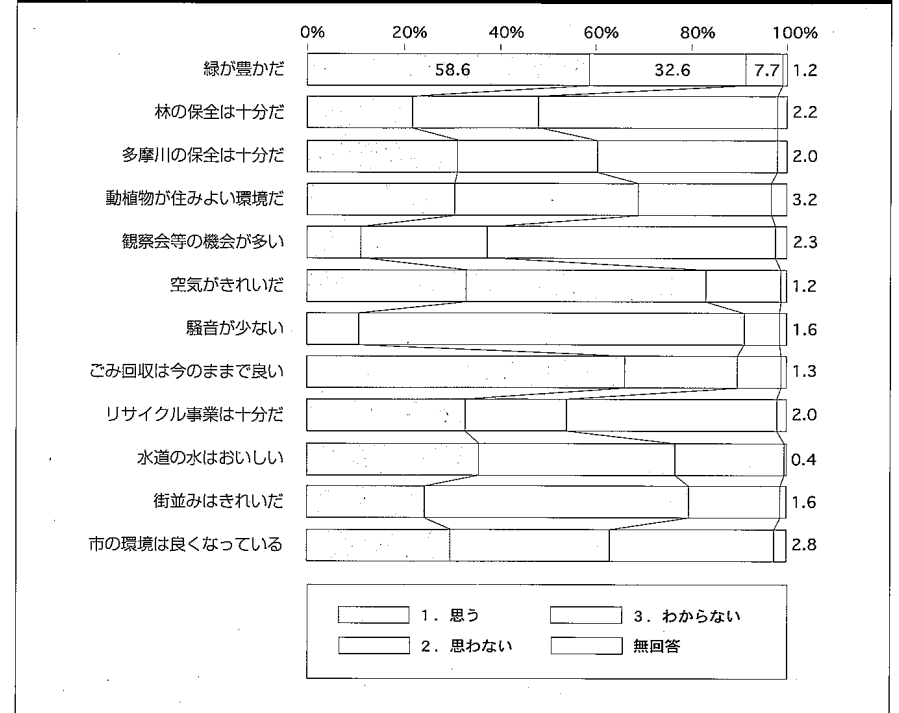 0% 20% 40% 60% 80% 100%
緑が豊かだ 58.6 32.6 7.7 1.2
林の保全は十分だ 2.2
多摩川の保全は十分だ 2.0
動植物が住みよい環境だ 3.2
観察会等の機会が多い 2.3
空気がきれいだ 1.2
騒音が少ない 1.6
ごみ回収は今のままで良い 1.3
リサイクル事業は十分だ 2.0
水道の水はおいしい 0.4
街並みはきれいだ 1.6
市の環境は良くなっている 2.8
1．思う 3．わからない
2．思わない 無回答